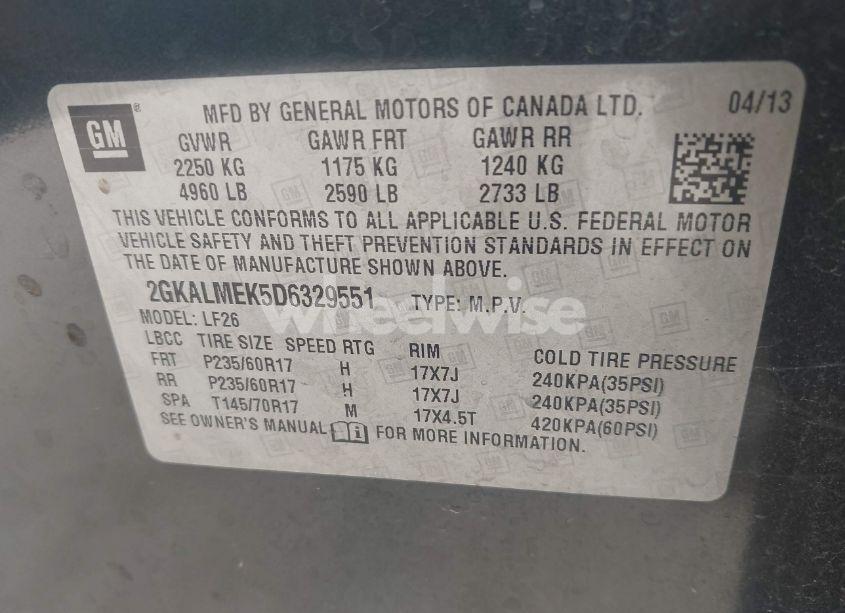 GM ®
MFD BY GENERAL MOTORS OF CANADA LTD. 04/13
GVWR GAWR FRT GAWR RR
2250 KG 1175 KG 1240 KG
4960 LB 2590 LB 2733 LB
THIS VEHICLE CONFORMS TO ALL APPLICABLE U.S. FEDERAL MOTOR
VEHICLE SAFETY AND THEFT PREVENTION STANDARDS IN EFFECT ON
THE DATE OF MANUFACTURE SHOWN ABOVE.
2GKALMEK5D6329551 TYPE: M.P.V.
wheelwise
MODEL: LF26
LBCC TIRE SIZE SPEED RTG RIM COLD TIRE PRESSURE
FRT P235/60R17 H 17X7J 240KPA(35PSI)
RR P235/60R17 H 17X7J 240KPA(35PSI)
SPA T145/70R17 M 17X4.5T 420KPA(60PSI)
SEE OWNER'S MANUAL FOR MORE INFORMATION.